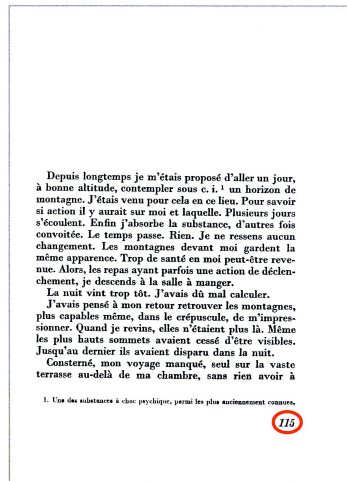 Depuis longtemps je m'étais proposé d'aller un jour,
à bonne altitude, contempler sous c. i. ¹ un horizon de
montagne. J'étais venu pour cela en ce lieu. Pour savoir
si action il y aurait sur moi et laquelle. Plusieurs jours
s'écoulent. Enfin j'absorbe la substance, d'autres fois
convoitée. Le temps passe. Rien. Je ne ressens aucun
changement. Les montagnes devant moi gardent la
même apparence. Trop de santé en moi peut-être reve-
nue. Alors, les repas ayant parfois une action de déclen-
chement, je descends à la salle à manger.
La nuit vint trop tôt. J'avais dû mal calculer.
J'avais pensé à mon retour retrouver les montagnes,
plus capables même, dans le crépuscule, de m'impres-
sionner. Quand je revins, elles n'étaient plus là. Même
les plus hauts sommets avaient cessé d'être visibles.
Jusqu'au dernier ils avaient disparu dans la nuit.
Consterné, mon voyage manqué, seul sur la vaste
terrasse au-delà de ma chambre, sans rien avoir à
1. Une des substances à choc psychique, parmi les plus anciennement connues.
115